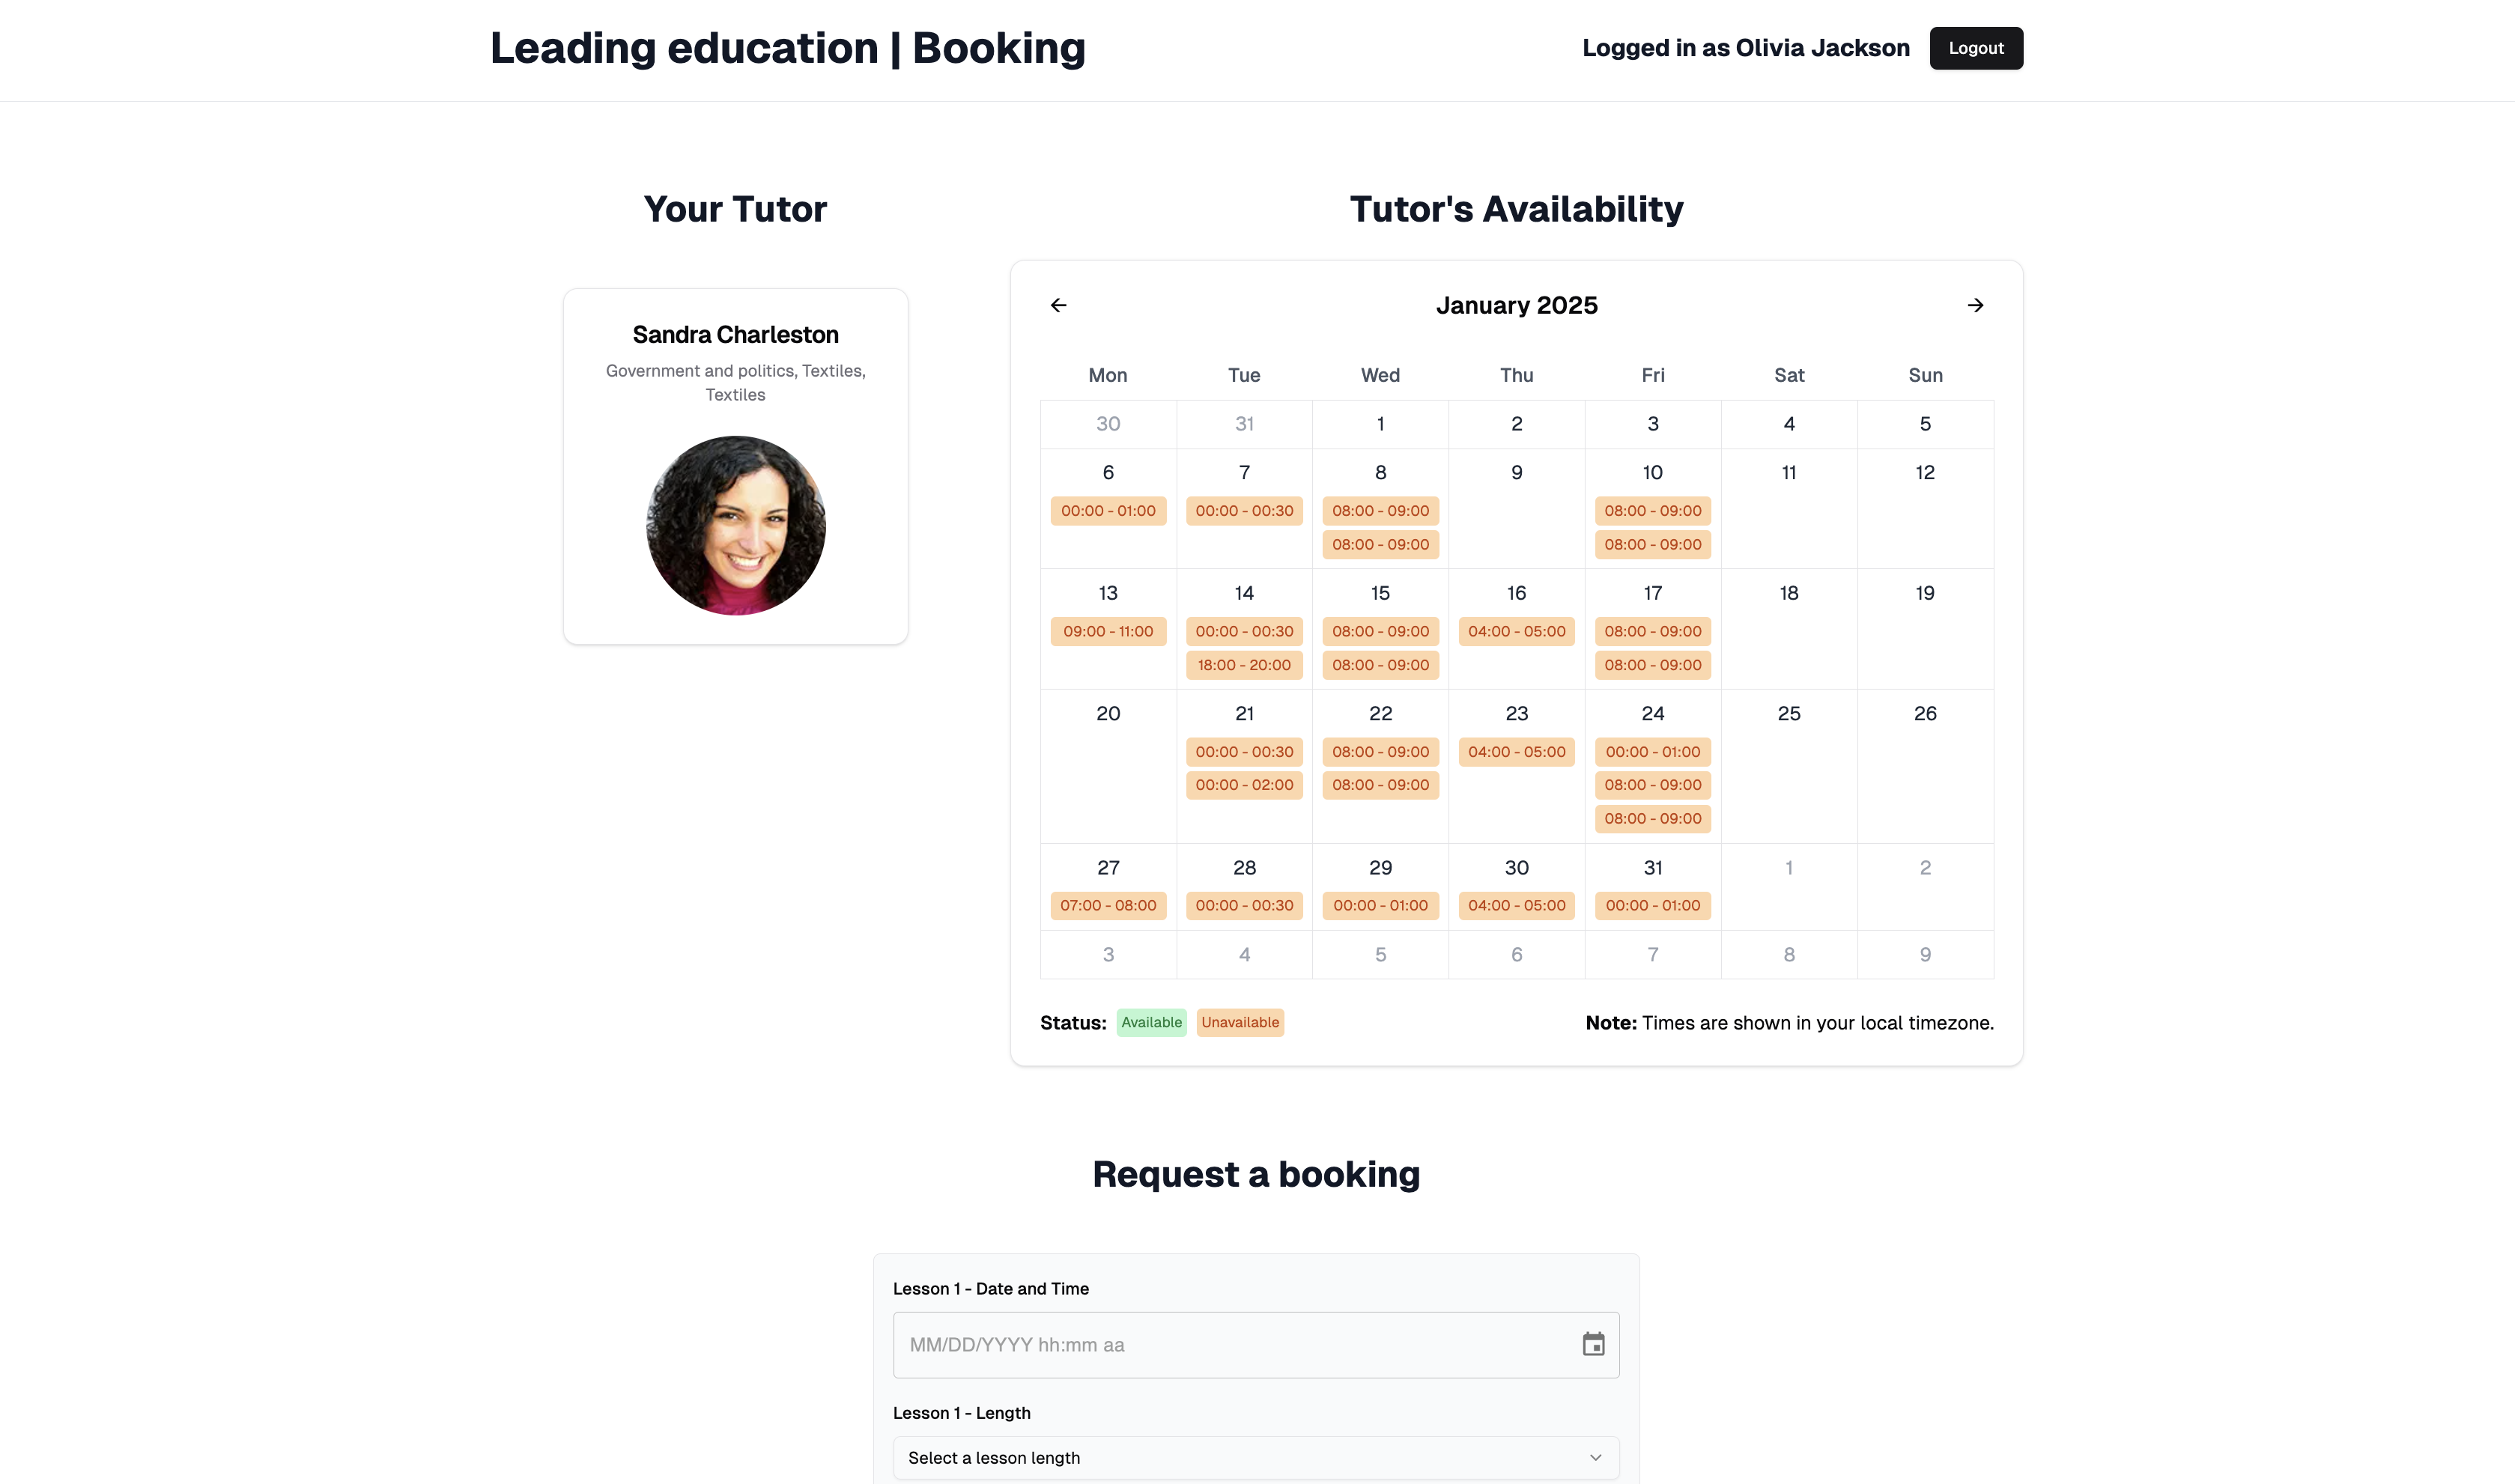 Leading education | Booking
Logged in as Olivia Jackson
Logout
Your Tutor
Sandra Charleston
Government and politics, Textiles,
Textiles
Tutor's Availability
January 2025
Mon Tue Wed Thu Fri Sat Sun
30 31 1 2 3 4 5
6 7 8 9 10 11 12
00:00 - 01:00 00:00 - 00:30 08:00 - 09:00 08:00 - 09:00
08:00 - 09:00 08:00 - 09:00
13 14 15 16 17 18 19
09:00 - 11:00 00:00 - 00:30 08:00 - 09:00 04:00 - 05:00 08:00 - 09:00
18:00 - 20:00 08:00 - 09:00 08:00 - 09:00
20 21 22 23 24 25 26
00:00 - 00:30 08:00 - 09:00 04:00 - 05:00 00:00 - 01:00
00:00 - 02:00 08:00 - 09:00 08:00 - 09:00
08:00 - 09:00
27 28 29 30 31 1 2
07:00 - 08:00 00:00 - 00:30 00:00 - 01:00 04:00 - 05:00 00:00 - 01:00
3 4 5 6 7 8 9
Status: Available Unavailable
Note: Times are shown in your local timezone.
Request a booking
Lesson 1 - Date and Time
MM/DD/YYYY hh:mm aa
Lesson 1 - Length
Select a lesson length